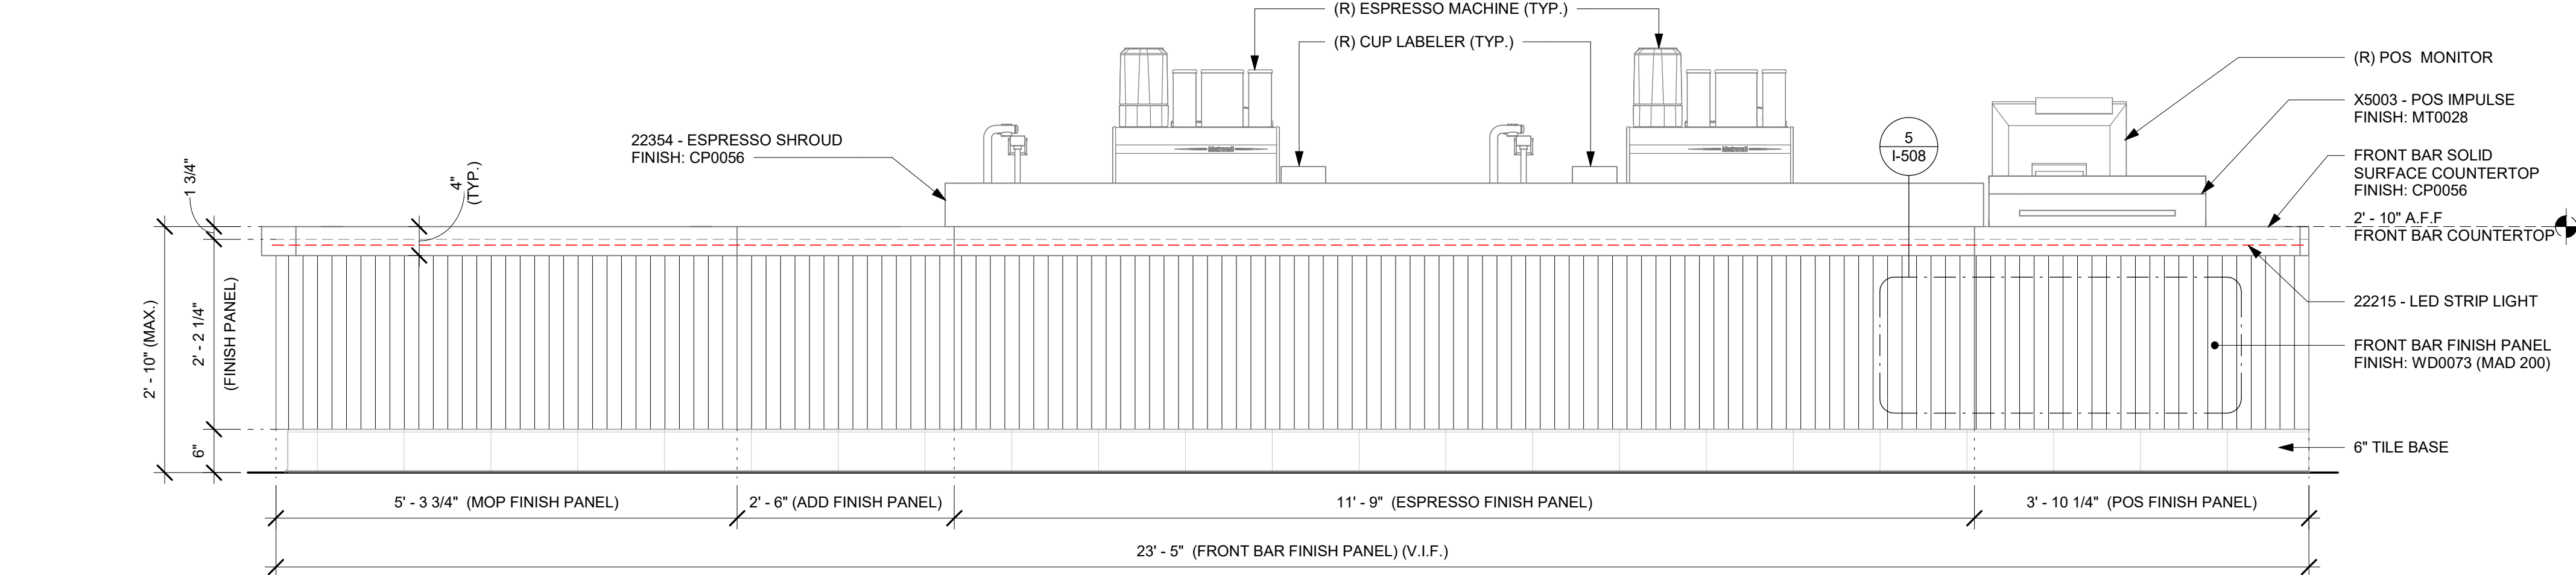 (R) ESPRESSO MACHINE (TYP.)
(R) CUP LABELER (TYP.)
(R) POS MONITOR
X5003 - POS IMPULSE
FINISH: MT0028
22354 - ESPRESSO SHROUD
FINISH: CP0056
5
I-508
FRONT BAR SOLID
SURFACE COUNTERTOP
FINISH: CP0056
2' - 10" A.F.F
FRONT BAR COUNTERTOP
1 3/4"
4"
(TYP.)
2' - 10" (MAX.)
2' - 2 1/4"
(FINISH PANEL)
6"
22215 - LED STRIP LIGHT
FRONT BAR FINISH PANEL
FINISH: WD0073 (MAD 200)
6" TILE BASE
5' - 3 3/4" (MOP FINISH PANEL)
2' - 6" (ADD FINISH PANEL)
11' - 9" (ESPRESSO FINISH PANEL)
3' - 10 1/4" (POS FINISH PANEL)
23' - 5" (FRONT BAR FINISH PANEL) (V.I.F.)